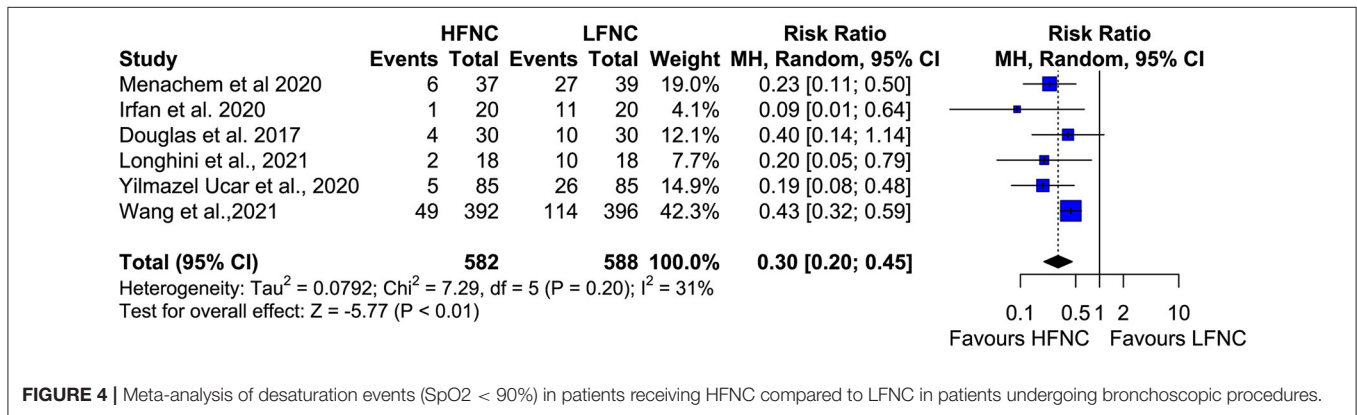 HFNC LFNC Risk Ratio Risk Ratio
Study Events Total Events Total Weight MH, Random, 95% CI MH, Random, 95% CI
Menachem et al 2020 6 37 27 39 19.0% 0.23 [0.11; 0.50]
Irfan et al. 2020 1 20 11 20 4.1% 0.09 [0.01; 0.64]
Douglas et al. 2017 4 30 10 30 12.1% 0.40 [0.14; 1.14]
Longhini et al., 2021 2 18 10 18 7.7% 0.20 [0.05; 0.79]
Yilmazel Ucar et al., 2020 5 85 26 85 14.9% 0.19 [0.08; 0.48]
Wang et al.,2021 49 392 114 396 42.3% 0.43 [0.32; 0.59]
Total (95% CI) 582 588 100.0% 0.30 [0.20; 0.45]
Heterogeneity: Tau² = 0.0792; Chi² = 7.29, df = 5 (P = 0.20); I² = 31%
Test for overall effect: Z = -5.77 (P < 0.01)
0.1 0.5 1 2 10
Favours HFNC Favours LFNC
FIGURE 4 | Meta-analysis of desaturation events (SpO2 < 90%) in patients receiving HFNC compared to LFNC in patients undergoing bronchoscopic procedures.